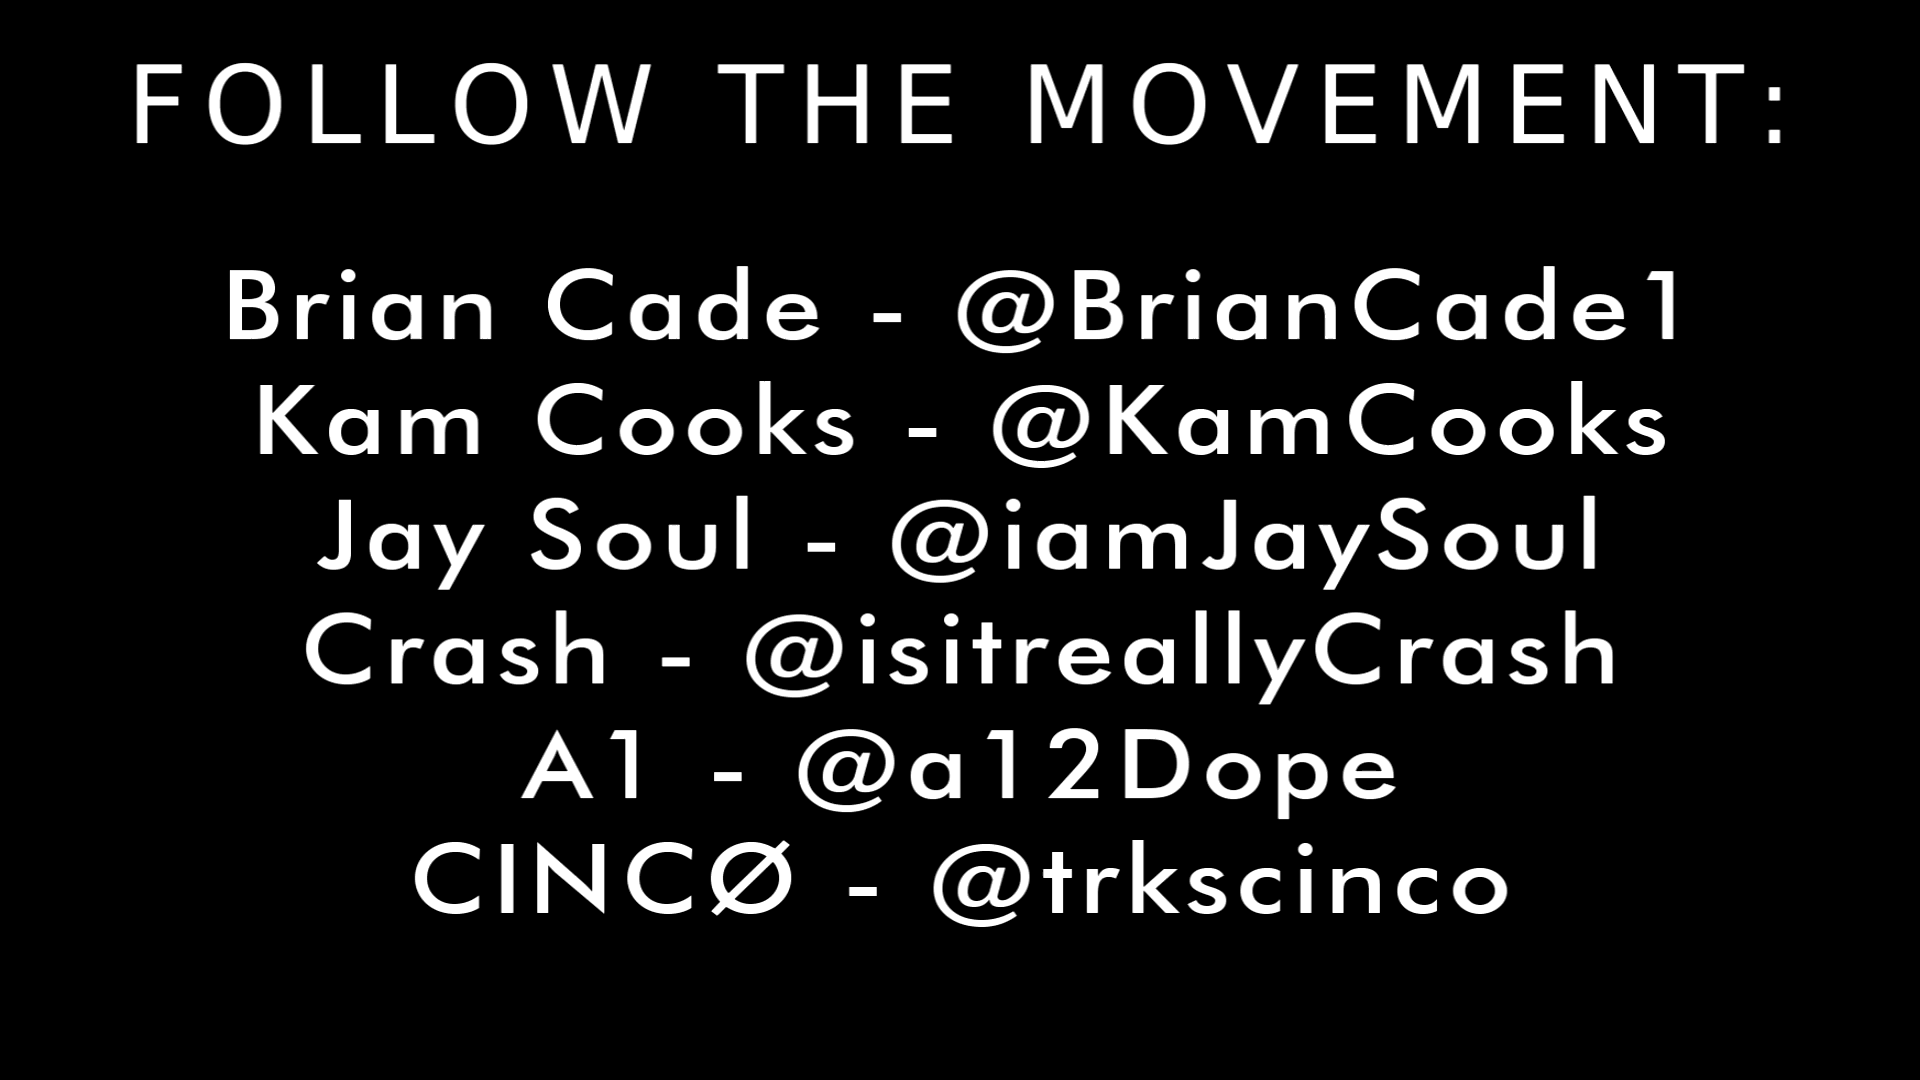 FOLLOW THE MOVEMENT:
Brian Cade - @BrianCade1
Kam Cooks - @KamCooks
Jay Soul - @iamJaySoul
Crash - @isitreallyCrash
A1 - @a12Dope
CINCØ - @trkscinco